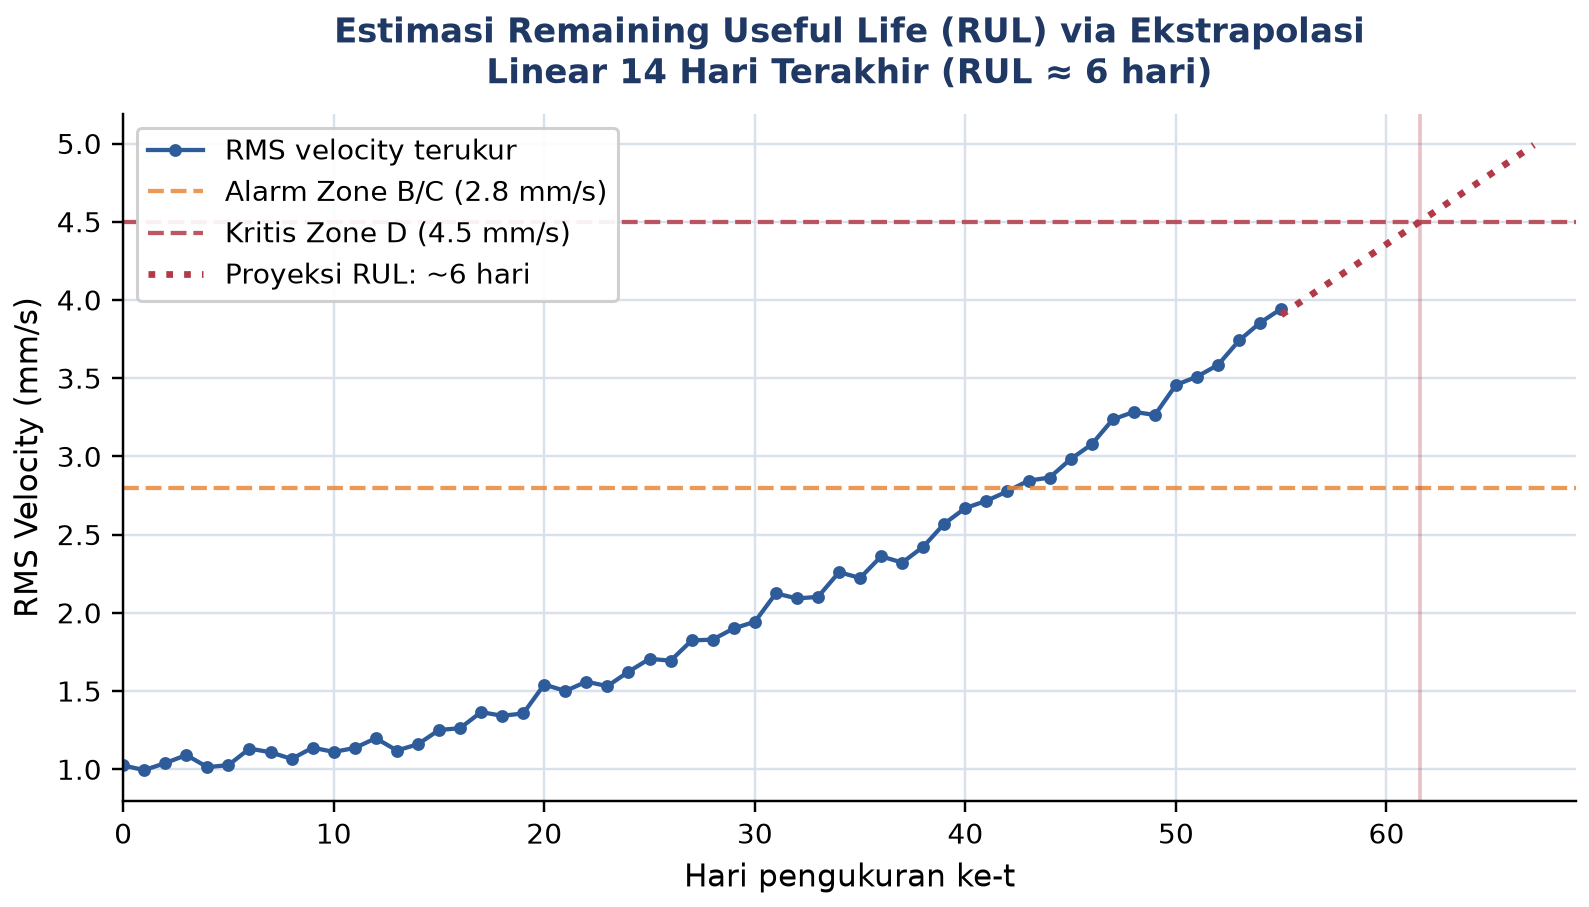 Estimasi Remaining Useful Life (RUL) via Ekstrapolasi
Linear 14 Hari Terakhir (RUL ≈ 6 hari)
RMS velocity terukur
Alarm Zone B/C (2.8 mm/s)
Kritis Zone D (4.5 mm/s)
Proyeksi RUL: ~6 hari
RMS Velocity (mm/s)
5.0
4.5
4.0
3.5
3.0
2.5
2.0
1.5
1.0
0 10 20 30 40 50 60
Hari pengukuran ke-t